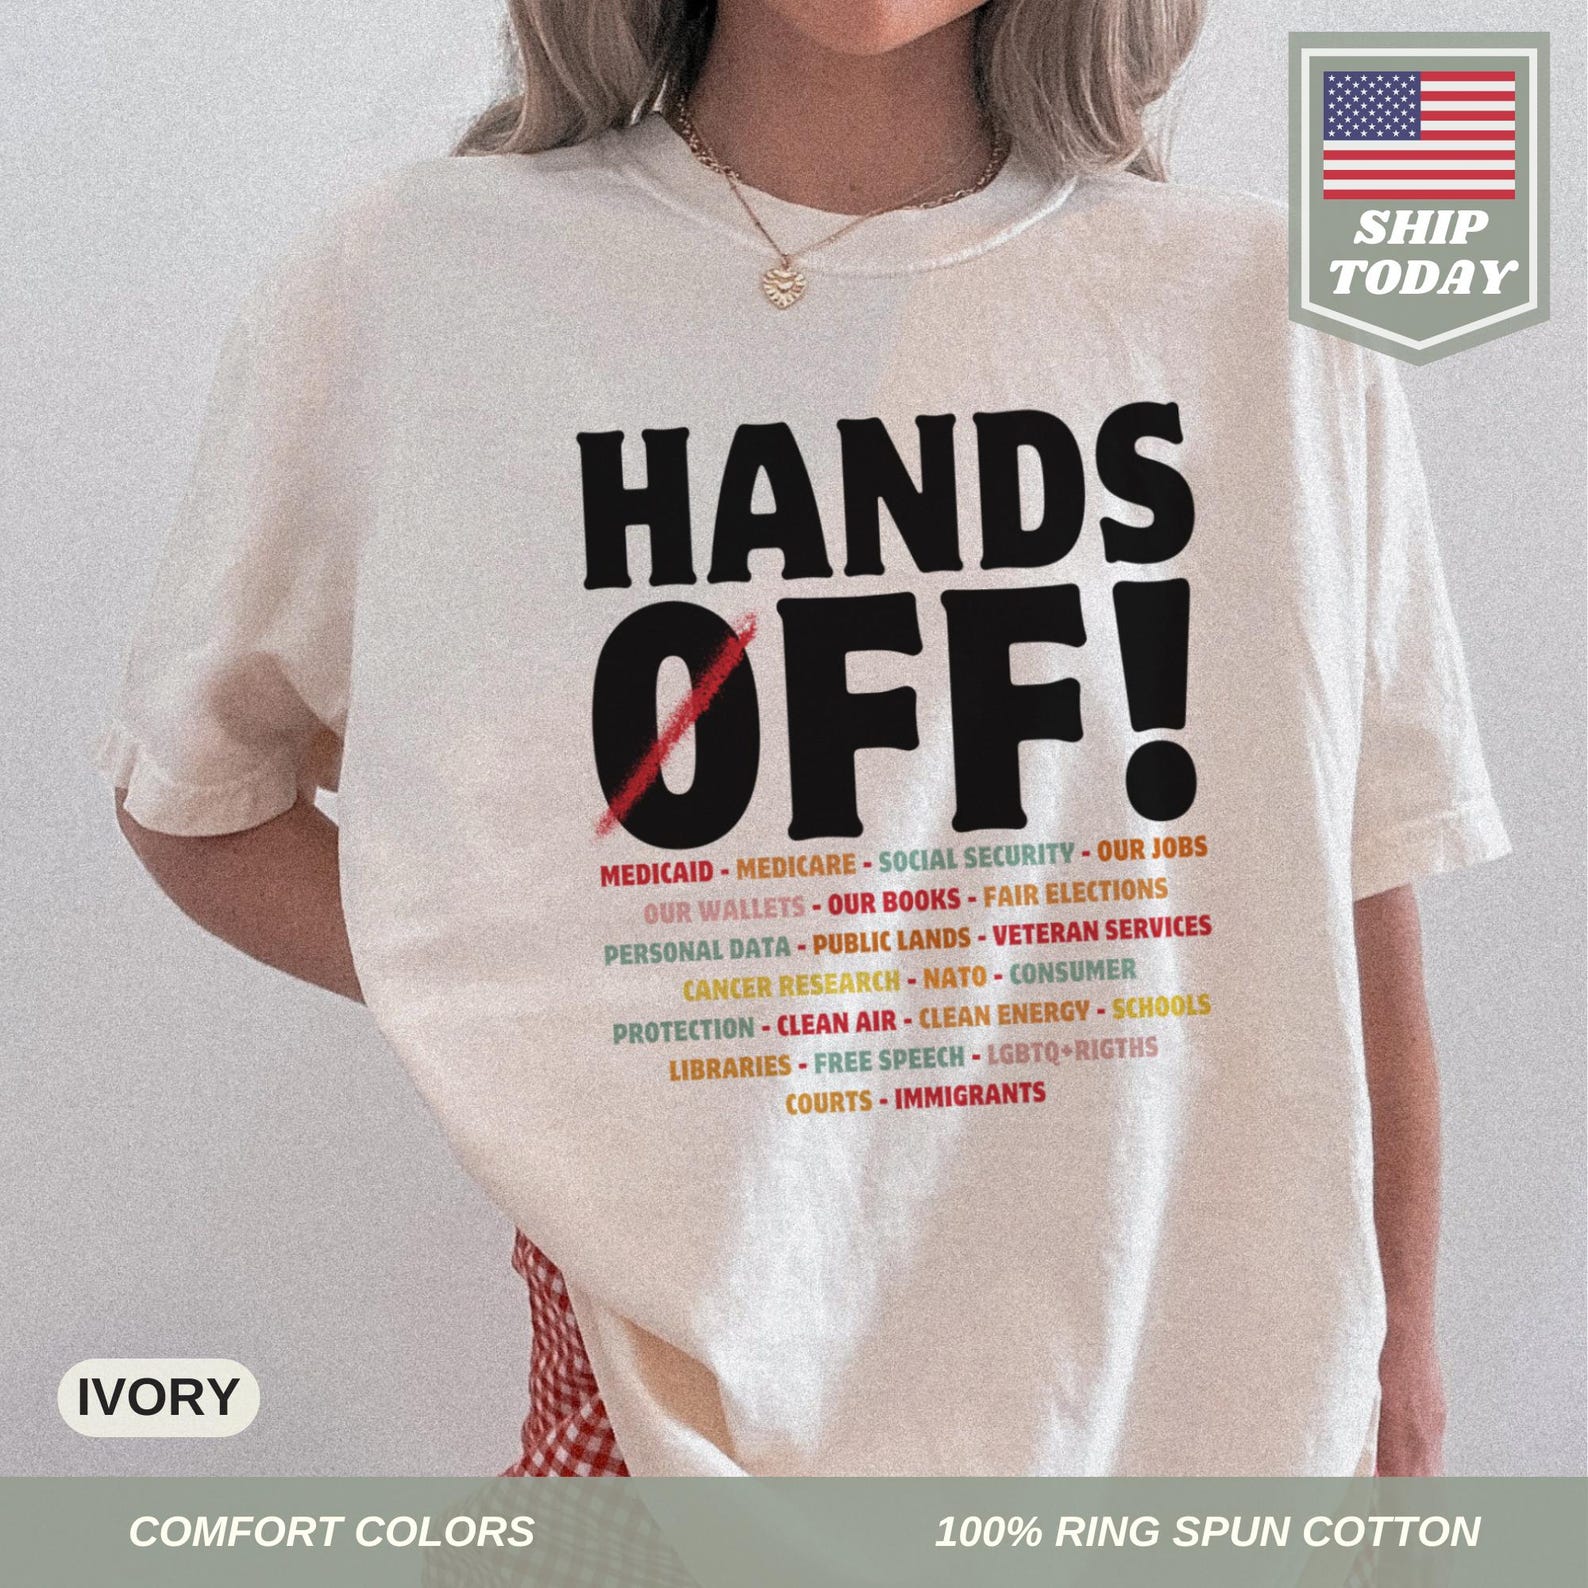 SHIP
TODAY
HANDS
OFF!
MEDICAID - MEDICARE - SOCIAL SECURITY - OUR JOBS
OUR WALLETS - OUR BOOKS - FAIR ELECTIONS
PERSONAL DATA - PUBLIC LANDS - VETERAN SERVICES
CANCER RESEARCH - NATO - CONSUMER
PROTECTION - CLEAN AIR - CLEAN ENERGY - SCHOOLS
LIBRARIES - FREE SPEECH - LGBTQ+RIGTHS
COURTS - IMMIGRANTS
IVORY
COMFORT COLORS
100% RING SPUN COTTON